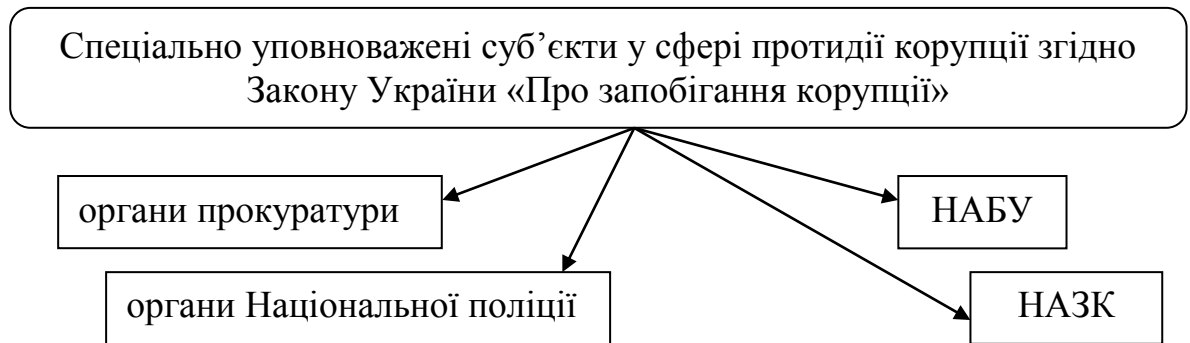 Спеціально уповноважені суб’єкти у сфері протидії корупції згідно
Закону України «Про запобігання корупції»
органи прокуратури
НАБУ
органи Національної поліції
НАЗК